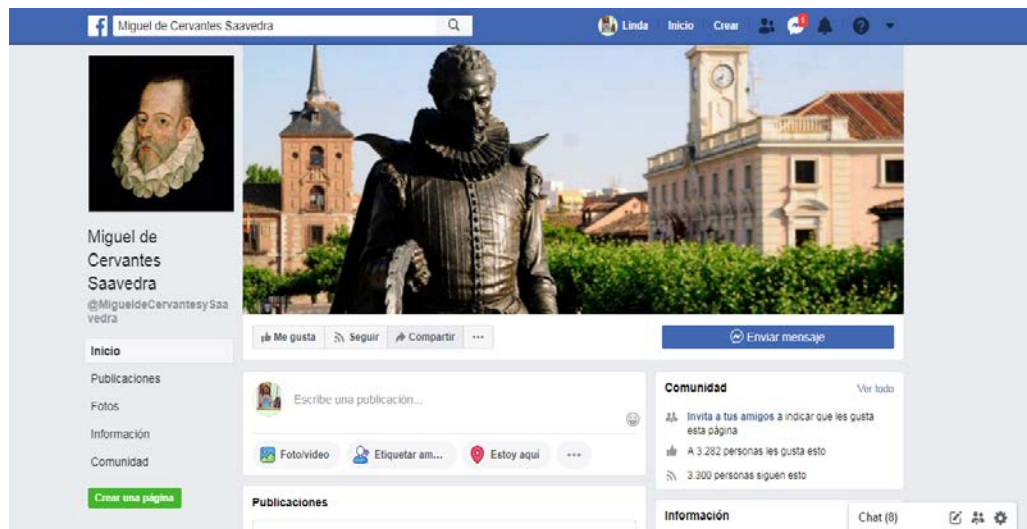 Miguel de Cervantes Saavedra
Linda Inicio Crear
1
Miguel de
Cervantes
Saavedra
@MigueldeCervantesySaa
vedra
Inicio
Publicaciones
Fotos
Información
Comunidad
Crear una página
Me gusta Seguir Compartir ...
Enviar mensaje
Escribe una publicación...
Foto/video Etiquetar am... Estoy aquí ...
Publicaciones
Comunidad Ver todo
Invita a tus amigos a indicar que les gusta
esta página
A 3.282 personas les gusta esto
3.300 personas siguen esto
Información
Chat (8)